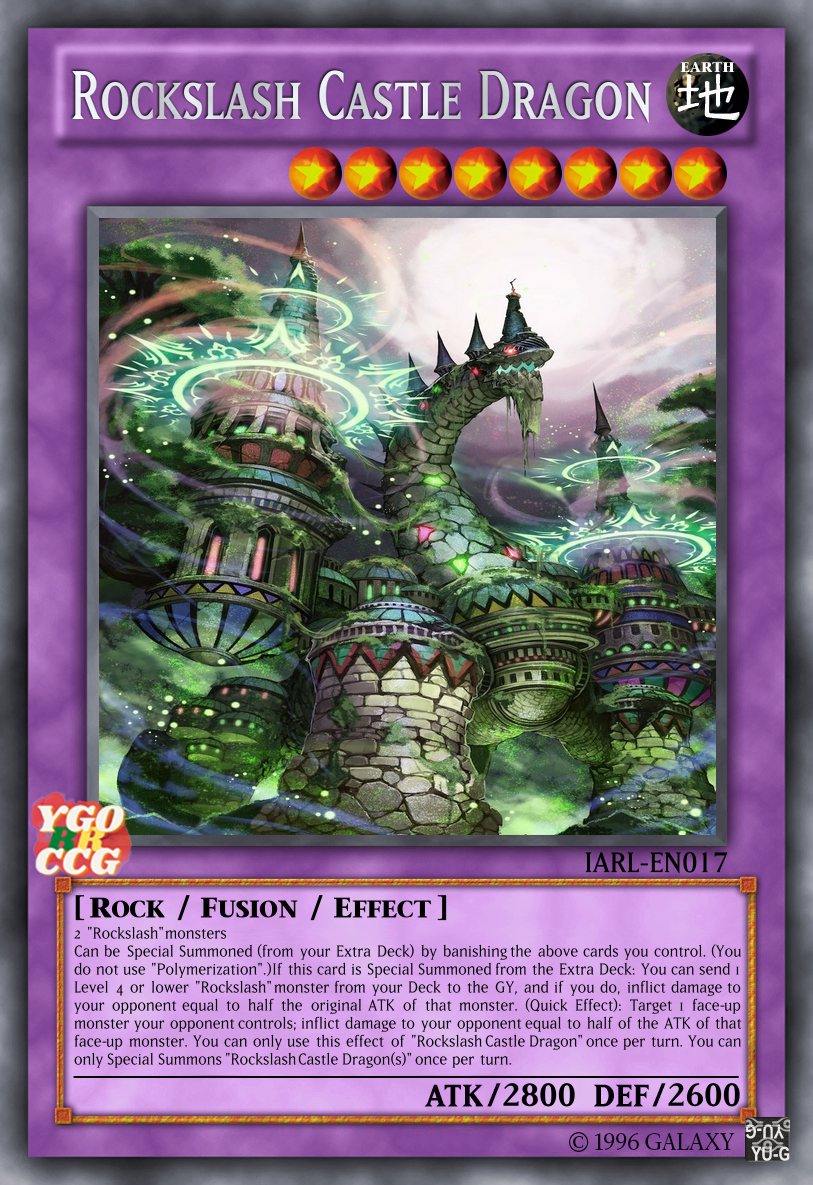 ROCKSLASH CASTLE DRAGON
EARTH
地
YGO
RR
CCG
IARL-EN017
[ ROCK / FUSION / EFFECT ]
2 "Rockslash" monsters
Can be Special Summoned (from your Extra Deck) by banishing the above cards you control. (You
do not use "Polymerization".)If this card is Special Summoned from the Extra Deck: You can send 1
Level 4 or lower "Rockslash" monster from your Deck to the GY, and if you do, inflict damage to
your opponent equal to half the original ATK of that monster. (Quick Effect): Target 1 face-up
monster your opponent controls; inflict damage to your opponent equal to half of the ATK of that
face-up monster. You can only use this effect of "Rockslash Castle Dragon" once per turn. You can
only Special Summons "Rockslash Castle Dragon(s)" once per turn.
ATK/2800 DEF/2600
© 1996 GALAXY
YU-G